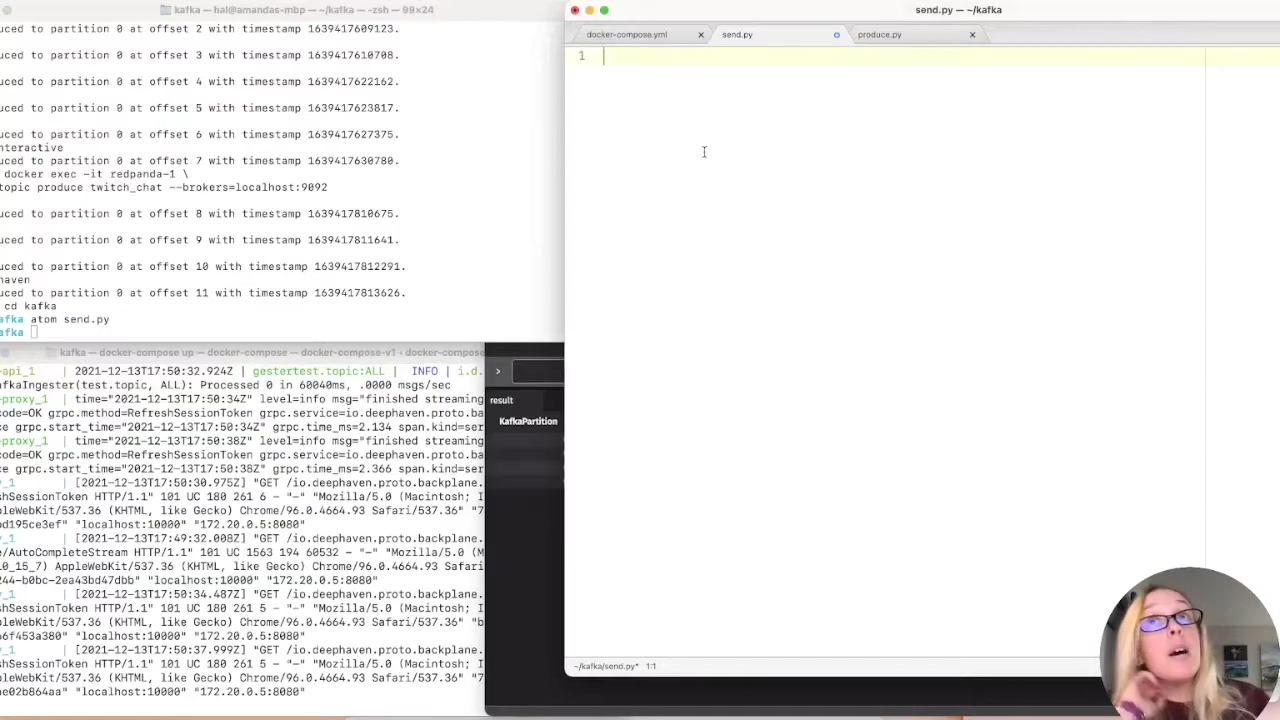 kafka — hal@amandas-mbp — ~/kafka — -zsh — 99×24
uced to partition 0 at offset 2 with timestamp 1639417609123.
uced to partition 0 at offset 3 with timestamp 1639417610708.
uced to partition 0 at offset 4 with timestamp 1639417622162.
uced to partition 0 at offset 5 with timestamp 1639417623817.
uced to partition 0 at offset 6 with timestamp 1639417627375.
nteractive
uced to partition 0 at offset 7 with timestamp 1639417630780.
docker exec -it redpanda-1 \
topic produce twitch_chat --brokers=localhost:9092
uced to partition 0 at offset 8 with timestamp 1639417810675.
uced to partition 0 at offset 9 with timestamp 1639417811641.
uced to partition 0 at offset 10 with timestamp 1639417812291.
haven
uced to partition 0 at offset 11 with timestamp 1639417813626.
cd kafka
afka atom send.py
afka
kafka — docker-compose up — docker-compose — docker-compose-v1 ‹ docker-compose
-api_1 | 2021-12-13T17:50:32.924Z | gestertest.topic:ALL | INFO | i.d.
afkaIngester(test.topic, ALL): Processed 0 in 60040ms, .0000 msgs/sec
-proxy_1 | time="2021-12-13T17:50:34Z" level=info msg="finished streaming
code=OK grpc.method=RefreshSessionToken grpc.service=io.deephaven.proto.ba
ce grpc.start_time="2021-12-13T17:50:34Z" grpc.time_ms=2.134 span.kind=ser
-proxy_1 | time="2021-12-13T17:50:38Z" level=info msg="finished streaming
code=OK grpc.method=RefreshSessionToken grpc.service=io.deephaven.proto.ba
ce grpc.start_time="2021-12-13T17:50:38Z" grpc.time_ms=2.366 span.kind=ser
y_1 | [2021-12-13T17:50:30.975Z] "GET /io.deephaven.proto.backplane.
shSessionToken HTTP/1.1" 101 UC 180 261 6 - "-" "Mozilla/5.0 (Macintosh; I
pleWebKit/537.36 (KHTML, like Gecko) Chrome/96.0.4664.93 Safari/537.36" "7
bd195ce3ef" "localhost:10000" "172.20.0.5:8080"
y_1 | [2021-12-13T17:49:32.008Z] "GET /io.deephaven.proto.backplane.
e/AutoCompleteStream HTTP/1.1" 101 UC 1563 194 60532 - "-" "Mozilla/5.0 (M
10_15_7) AppleWebKit/537.36 (KHTML, like Gecko) Chrome/96.0.4664.93 Safari
244-b0bc-2ea43bd47dbb" "localhost:10000" "172.20.0.5:8080"
y_1 | [2021-12-13T17:50:34.487Z] "GET /io.deephaven.proto.backplane.
shSessionToken HTTP/1.1" 101 UC 180 261 5 - "-" "Mozilla/5.0 (Macintosh; I
pleWebKit/537.36 (KHTML, like Gecko) Chrome/96.0.4664.93 Safari/537.36" "b
b6f453a380" "localhost:10000" "172.20.0.5:8080"
y_1 | [2021-12-13T17:50:37.999Z] "GET /io.deephaven.proto.backplane.
shSessionToken HTTP/1.1" 101 UC 180 261 5 - "-" "Mozilla/5.0 (Macintosh; I
pleWebKit/537.36 (KHTML, like Gecko) Chrome/96.0.4664.93 Safari/537.36" "7
ae02b864aa" "localhost:10000" "172.20.0.5:8080"
>
result
KafkaPartition
send.py — ~/kafka
docker-compose.yml
send.py
produce.py
1
~/kafka/send.py* 1:1